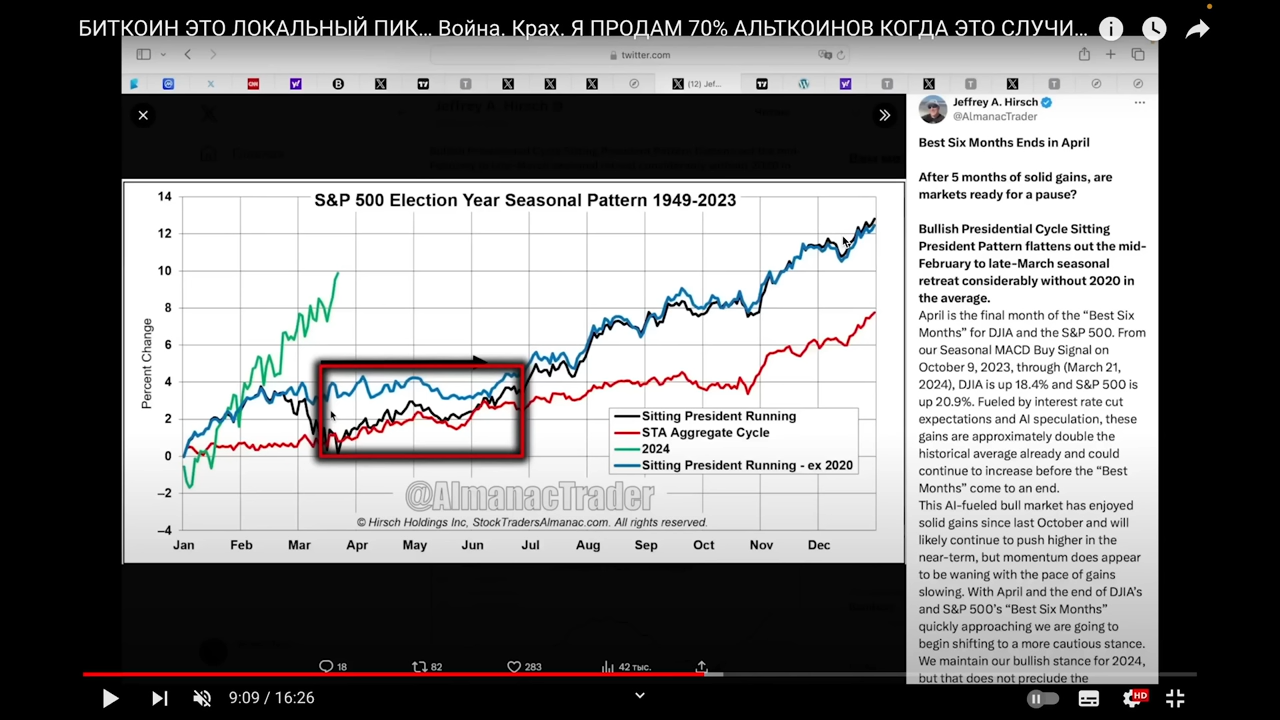 БИТКОИН ЭТО ЛОКАЛЬНЫЙ ПИК... Война. Крах. Я ПРОДАМ 70% АЛЬТКОИНОВ КОГДА ЭТО СЛУЧИ...
twitter.com
(12) Jef...
Jeffrey A. Hirsch
@AlmanacTrader
Best Six Months Ends in April
After 5 months of solid gains, are
markets ready for a pause?
Bullish Presidential Cycle Sitting
President Pattern flattens out the mid-
February to late-March seasonal
retreat considerably without 2020 in
the average.
April is the final month of the “Best Six
Months” for DJIA and the S&P 500. From
our Seasonal MACD Buy Signal on
October 9, 2023, through (March 21,
2024), DJIA is up 18.4% and S&P 500 is
up 20.9%. Fueled by interest rate cut
expectations and AI speculation, these
gains are approximately double the
historical average already and could
continue to increase before the “Best
Months” come to an end.
This AI-fueled bull market has enjoyed
solid gains since last October and will
likely continue to push higher in the
near-term, but momentum does appear
to be waning with the pace of gains
slowing. With April and the end of DJIA’s
and S&P 500’s “Best Six Months”
quickly approaching we are going to
begin shifting to a more cautious stance.
We maintain our bullish stance for 2024,
but that does not preclude the
S&P 500 Election Year Seasonal Pattern 1949-2023
Percent Change
14
12
10
8
6
4
2
0
−2
−4
Jan Feb Mar Apr May Jun Jul Aug Sep Oct Nov Dec
Sitting President Running
STA Aggregate Cycle
2024
Sitting President Running - ex 2020
@AlmanacTrader
© Hirsch Holdings Inc, StockTradersAlmanac.com. All rights reserved.
18 82 283 42 тыс.
9:09 / 16:26
HD